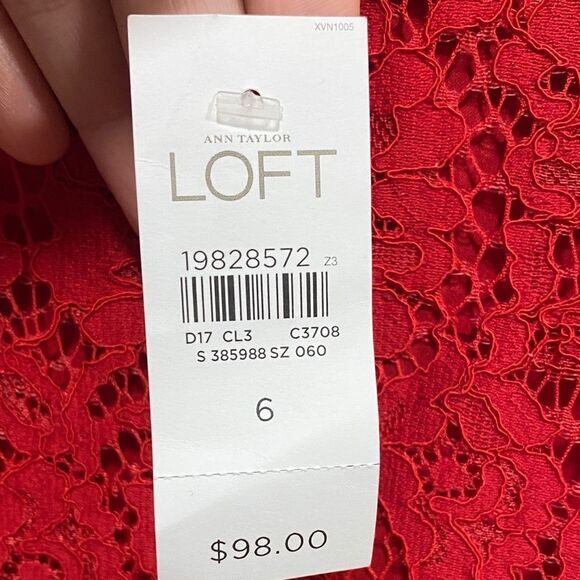 XVN1005
ANN TAYLOR
LOFT
19828572 Z3
D17 CL3 C3708
S 385988 SZ 060
6
$98.00